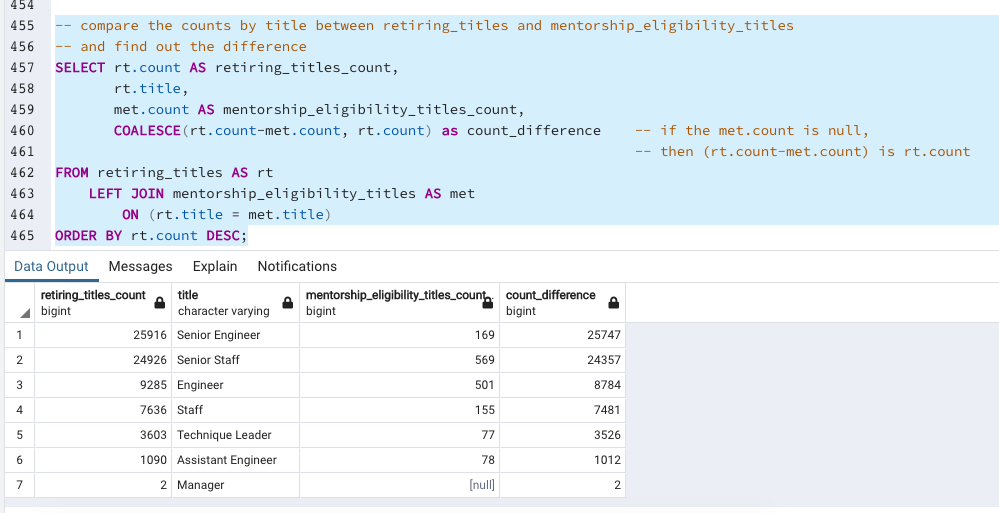 454
455 -- compare the counts by title between retiring_titles and mentorship_eligibility_titles
456 -- and find out the difference
457 SELECT rt.count AS retiring_titles_count,
458 rt.title,
459 met.count AS mentorship_eligibility_titles_count,
460 COALESCE(rt.count-met.count, rt.count) as count_difference -- if the met.count is null,
461 -- then (rt.count-met.count) is rt.count
462 FROM retiring_titles AS rt
463 LEFT JOIN mentorship_eligibility_titles AS met
464 ON (rt.title = met.title)
465 ORDER BY rt.count DESC;
Data Output Messages Explain Notifications
retiring_titles_count title mentorship_eligibility_titles_count count_difference
bigint character varying bigint bigint
1 25916 Senior Engineer 169 25747
2 24926 Senior Staff 569 24357
3 9285 Engineer 501 8784
4 7636 Staff 155 7481
5 3603 Technique Leader 77 3526
6 1090 Assistant Engineer 78 1012
7 2 Manager [null] 2